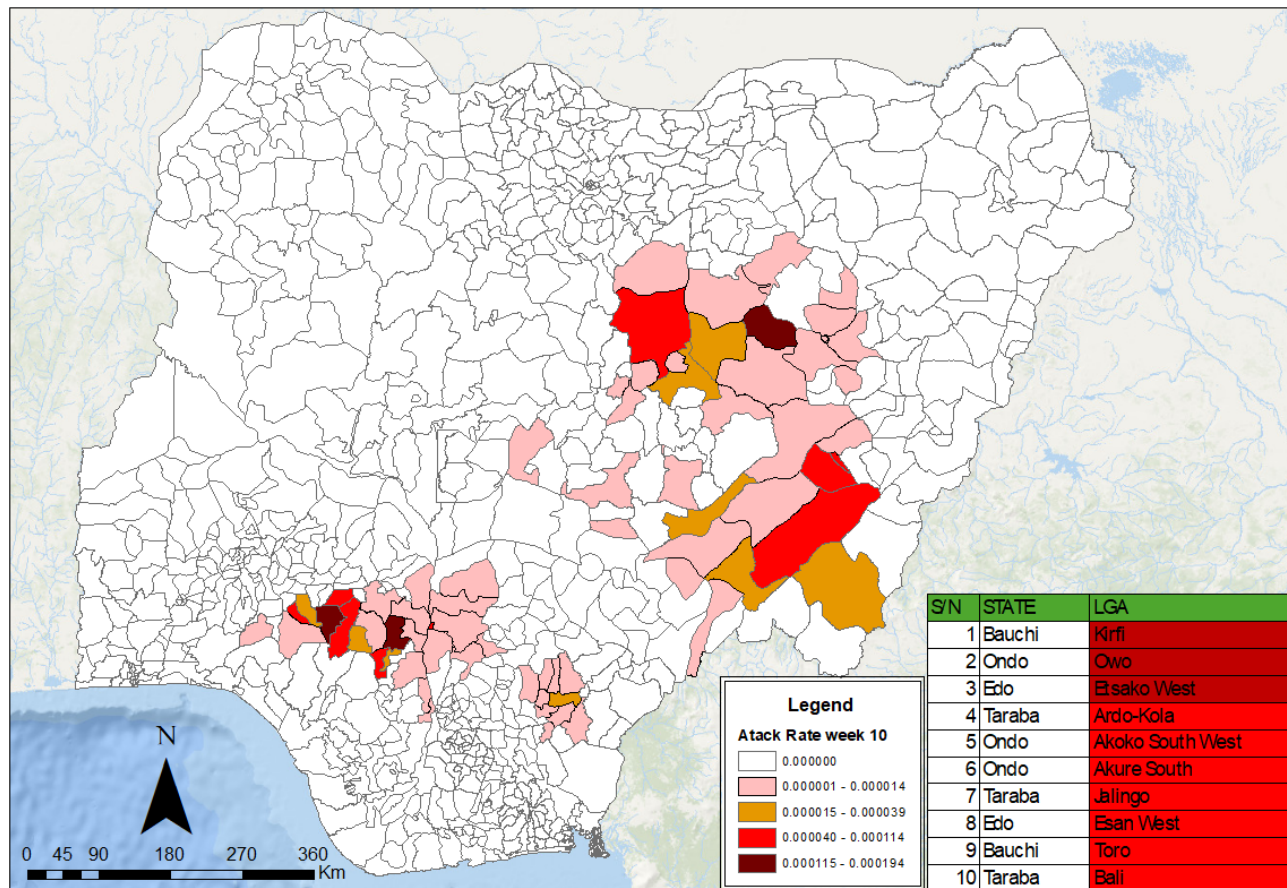 N
0 45 90 180 270 360
Km
Legend
Atack Rate week 10
0.000000
0.000001 - 0.000014
0.000015 - 0.000039
0.000040 - 0.000114
0.000115 - 0.000194
S/N STATE LGA
1 Bauchi Kirfi
2 Ondo Owo
3 Edo Etsako West
4 Taraba Ardo-Kola
5 Ondo Akoko South West
6 Ondo Akure South
7 Taraba Jalingo
8 Edo Esan West
9 Bauchi Toro
10 Taraba Bali